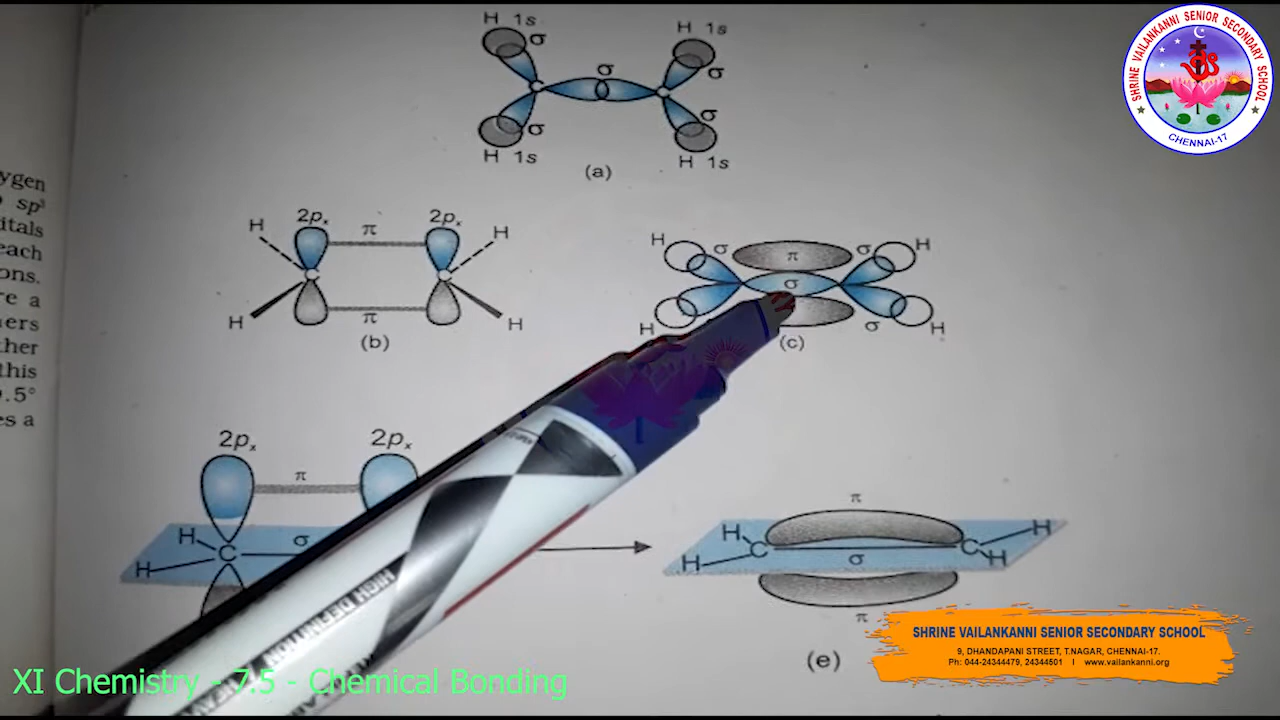 H 1s
H 1s
σ
σ
σ
C
C
σ
σ
H 1s
H 1s
(a)
ygen
sp³
itals
each
ons.
re a
ners
ther
this
.5°
es a
H
2pₓ
π
2pₓ
H
C
C
H
π
H
(b)
H
σ
π
σ
H
σ
H
σ
H
(c)
2pₓ
2pₓ
π
H
σ
C
H
π
H
H
C
C
H
H
σ
π
(e)
HIGH DEFINITION
SHRINE VAILANKANNI SENIOR SECONDARY SCHOOL
CHENNAI-17
SHRINE VAILANKANNI SENIOR SECONDARY SCHOOL
9, DHANDAPANI STREET, T.NAGAR, CHENNAI-17.
Ph: 044-24344479, 24344501 I www.vailankanni.org
XI Chemistry - 7.5 - Chemical Bonding